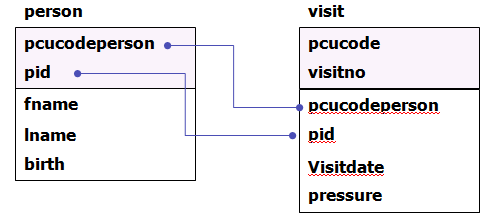 person
pcucodeperson
pid
fname
lname
birth
visit
pcucode
visitno
pcucodeperson
pid
Visitdate
pressure